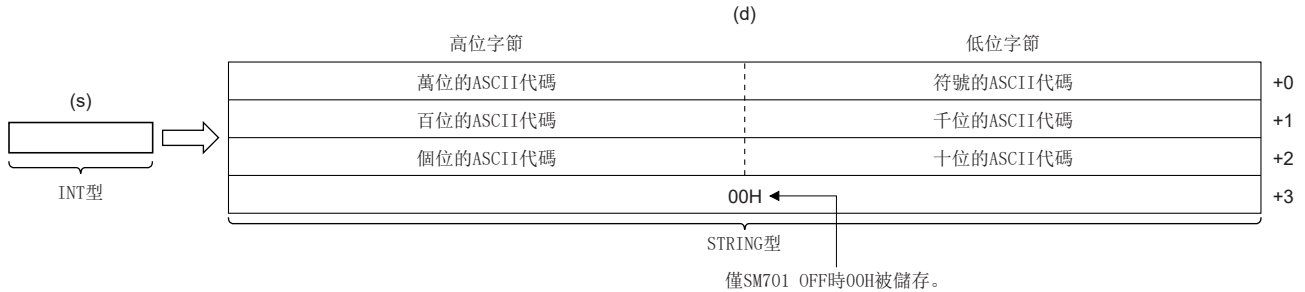 (d)
高位字節 低位字節
萬位的ASCII代碼 符號的ASCII代碼 +0
(s)
百位的ASCII代碼 千位的ASCII代碼 +1
個位的ASCII代碼 十位的ASCII代碼 +2
INT型
00H +3
STRING型
僅SM701 OFF時00H被儲存。